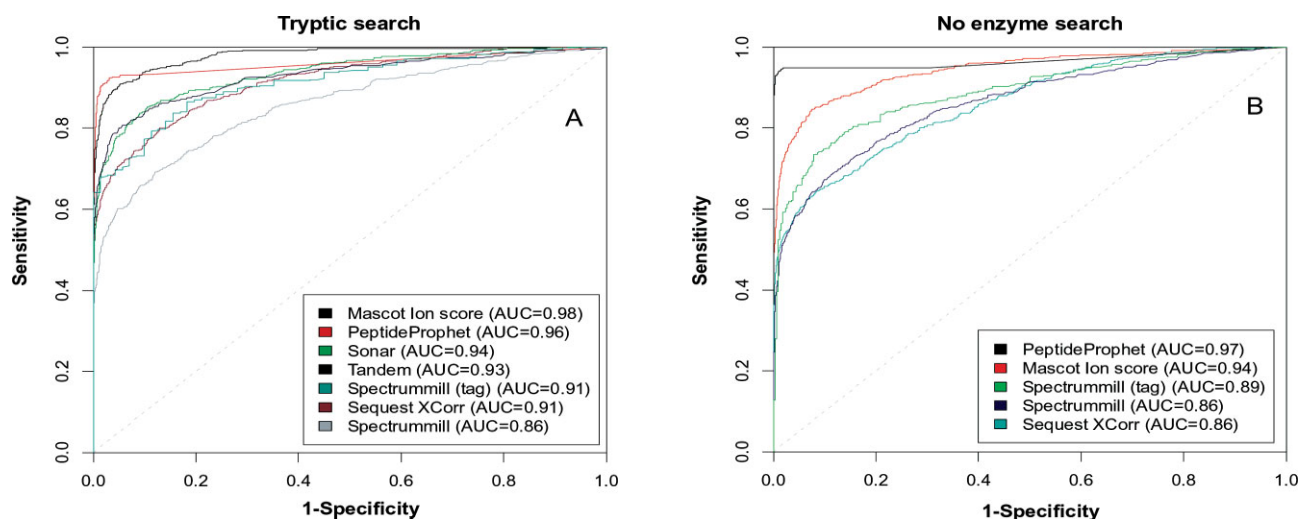 Tryptic search
1.0
0.8
0.6
0.4
0.2
0.0
Sensitivity
A
Mascot Ion score (AUC=0.98)
PeptideProphet (AUC=0.96)
Sonar (AUC=0.94)
Tandem (AUC=0.93)
Spectrummill (tag) (AUC=0.91)
Sequest XCorr (AUC=0.91)
Spectrummill (AUC=0.86)
0.0 0.2 0.4 0.6 0.8 1.0
1-Specificity
No enzyme search
1.0
0.8
0.6
0.4
0.2
0.0
Sensitivity
B
PeptideProphet (AUC=0.97)
Mascot Ion score (AUC=0.94)
Spectrummill (tag) (AUC=0.89)
Spectrummill (AUC=0.86)
Sequest XCorr (AUC=0.86)
0.0 0.2 0.4 0.6 0.8 1.0
1-Specificity